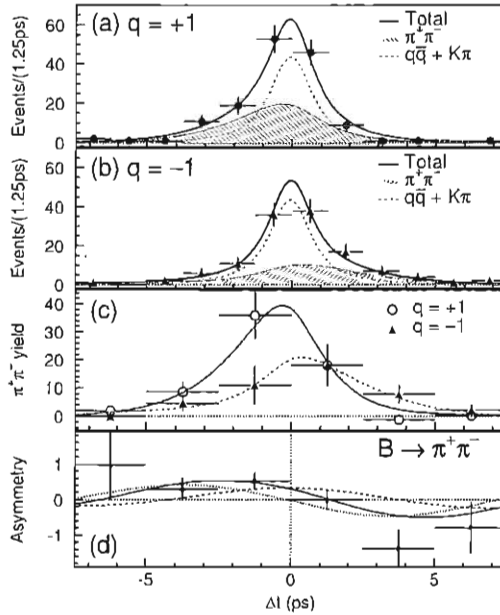 (a) q = +1
Total
π⁺π⁻
qq̄ + Kπ
Events/(1.25ps)
60
40
20
0
(b) q = −1
Total
π⁺π⁻
qq̄ + Kπ
Events/(1.25ps)
60
40
20
0
(c)
q = +1
q = −1
π⁺π⁻ yield
40
30
20
10
0
B → π⁺π⁻
Asymmetry
1
0
-1
(d)
-5
0
5
Δt (ps)